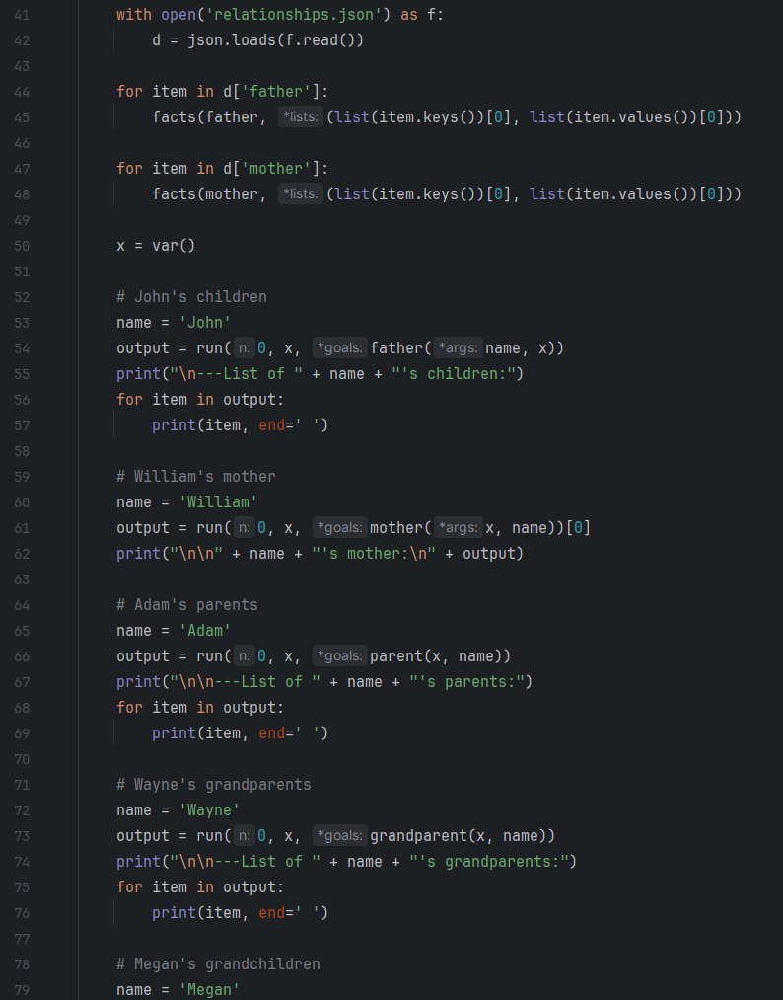 41 with open('relationships.json') as f:
42 d = json.loads(f.read())
43
44 for item in d['father']:
45 facts(father, *lists: (list(item.keys())[0], list(item.values())[0]))
46
47 for item in d['mother']:
48 facts(mother, *lists: (list(item.keys())[0], list(item.values())[0]))
49
50 x = var()
51
52 # John's children
53 name = 'John'
54 output = run( n: 0, x, *goals: father( *args: name, x))
55 print("\n---List of " + name + "'s children:")
56 for item in output:
57 print(item, end=' ')
58
59 # William's mother
60 name = 'William'
61 output = run( n: 0, x, *goals: mother( *args: x, name))[0]
62 print("\n\n" + name + "'s mother:\n" + output)
63
64 # Adam's parents
65 name = 'Adam'
66 output = run( n: 0, x, *goals: parent(x, name))
67 print("\n\n---List of " + name + "'s parents:")
68 for item in output:
69 print(item, end=' ')
70
71 # Wayne's grandparents
72 name = 'Wayne'
73 output = run( n: 0, x, *goals: grandparent(x, name))
74 print("\n\n---List of " + name + "'s grandparents:")
75 for item in output:
76 print(item, end=' ')
77
78 # Megan's grandchildren
79 name = 'Megan'